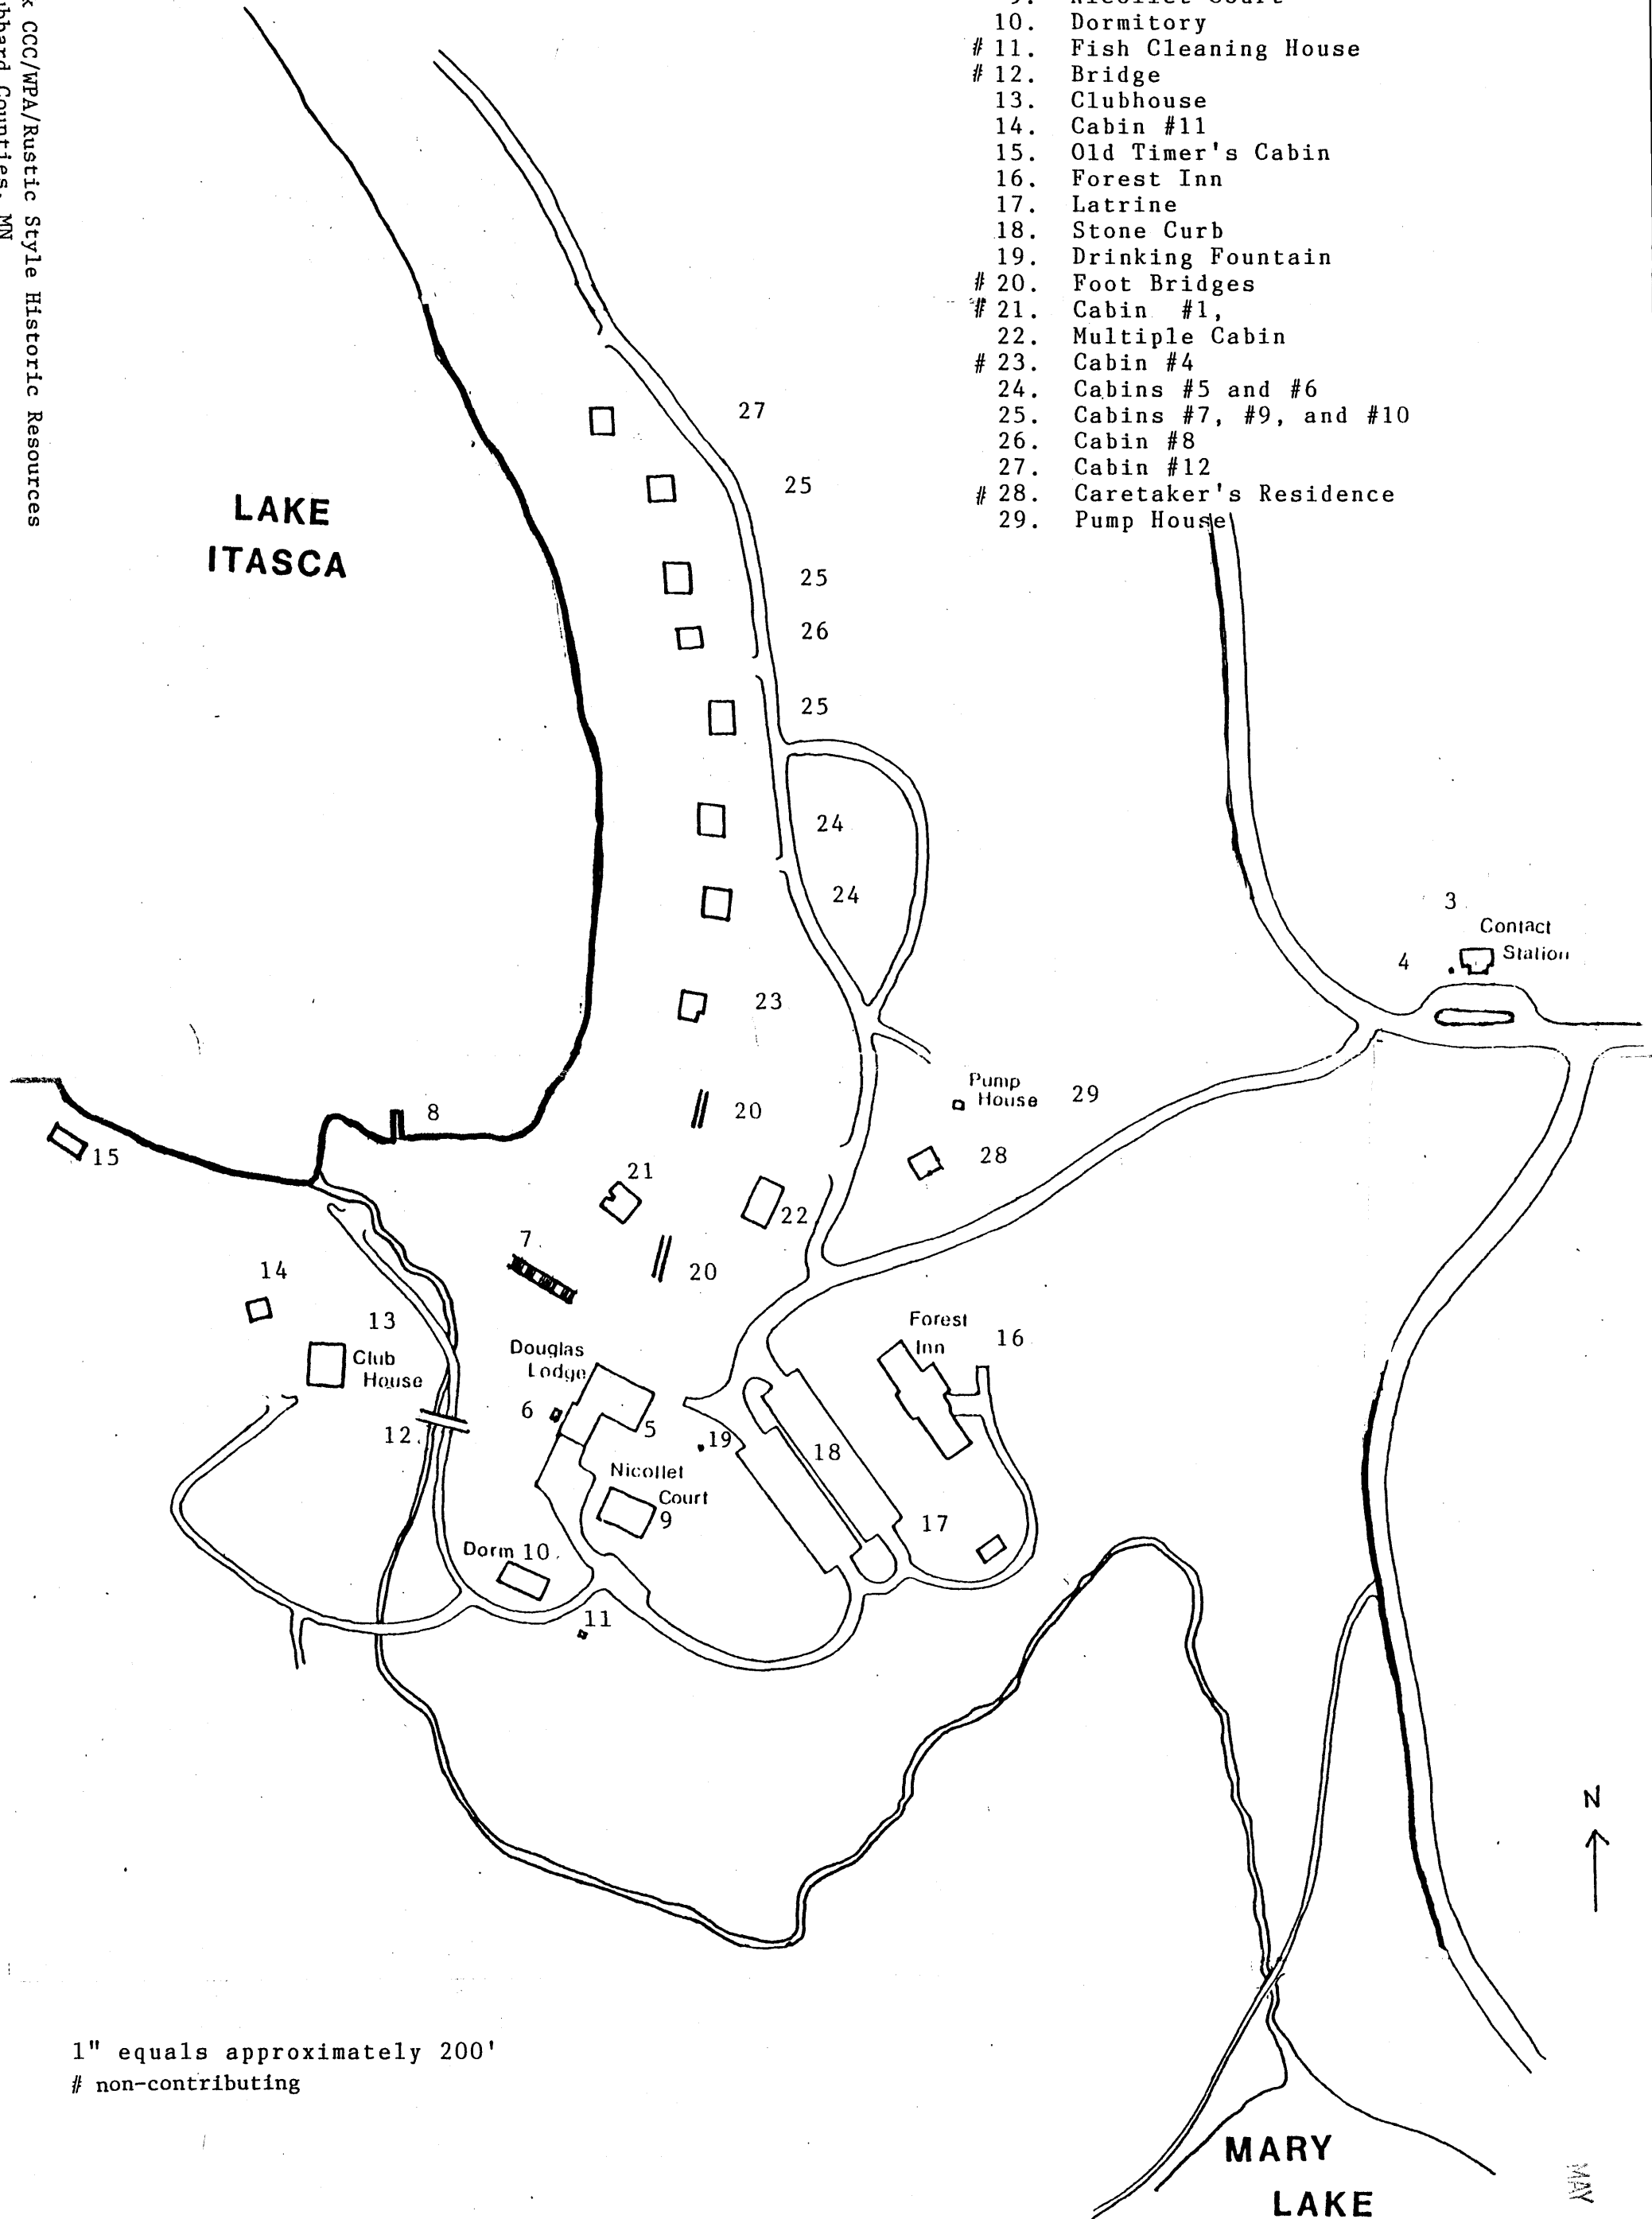 CCC/WPA/Rustic Style Historic Resources
Counties, MN
9. Nicollet Court
10. Dormitory
# 11. Fish Cleaning House
# 12. Bridge
13. Clubhouse
14. Cabin #11
15. Old Timer's Cabin
16. Forest Inn
17. Latrine
18. Stone Curb
19. Drinking Fountain
# 20. Foot Bridges
# 21. Cabin #1,
22. Multiple Cabin
# 23. Cabin #4
24. Cabins #5 and #6
25. Cabins #7, #9, and #10
26. Cabin #8
27. Cabin #12
# 28. Caretaker's Residence
29. Pump House
LAKE
ITASCA
27
25
25
26
25
24
24
23
3
Contact
Station
4
Pump
House
29
8
20
15
28
21
22
7
20
14
13
Club
House
Douglas
Lodge
Forest
Inn
16
6
5
12
19
18
Nicollet
Court
9
17
Dorm 10
11
N
1" equals approximately 200'
# non-contributing
MARY
LAKE
MAY